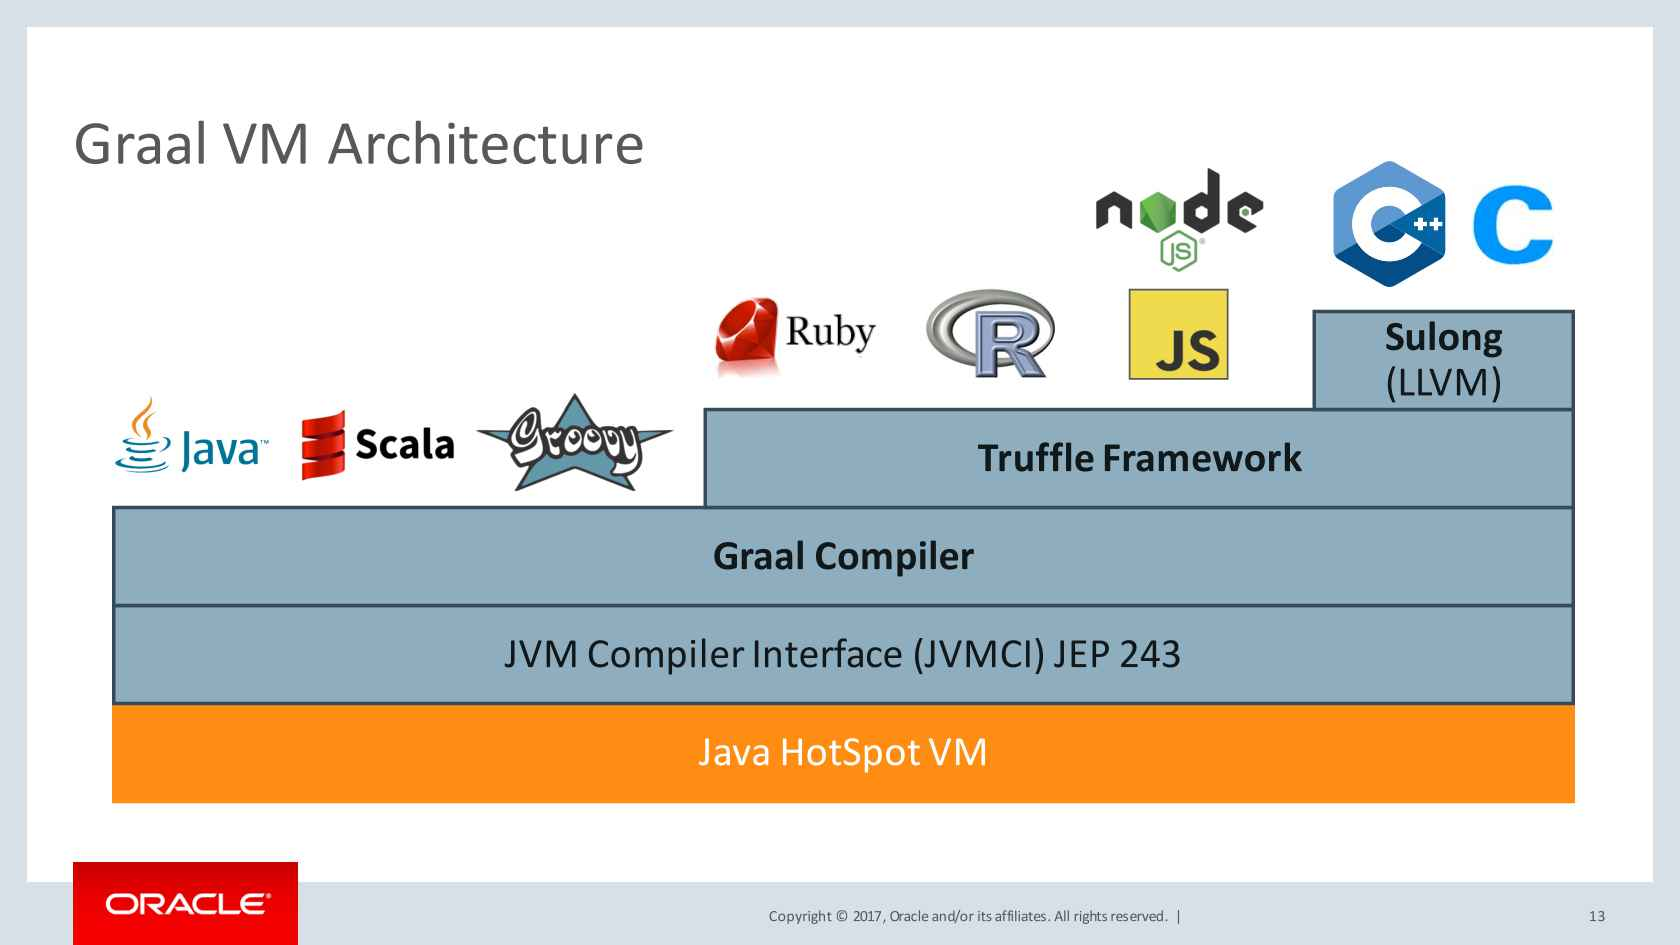 Graal VM Architecture
node
JS
C++
C
Ruby
R
JS
Sulong
(LLVM)
Java™
Scala
Groovy
Truffle Framework
Graal Compiler
JVM Compiler Interface (JVMCI) JEP 243
Java HotSpot VM
ORACLE®
Copyright © 2017, Oracle and/or its affiliates. All rights reserved. |
13